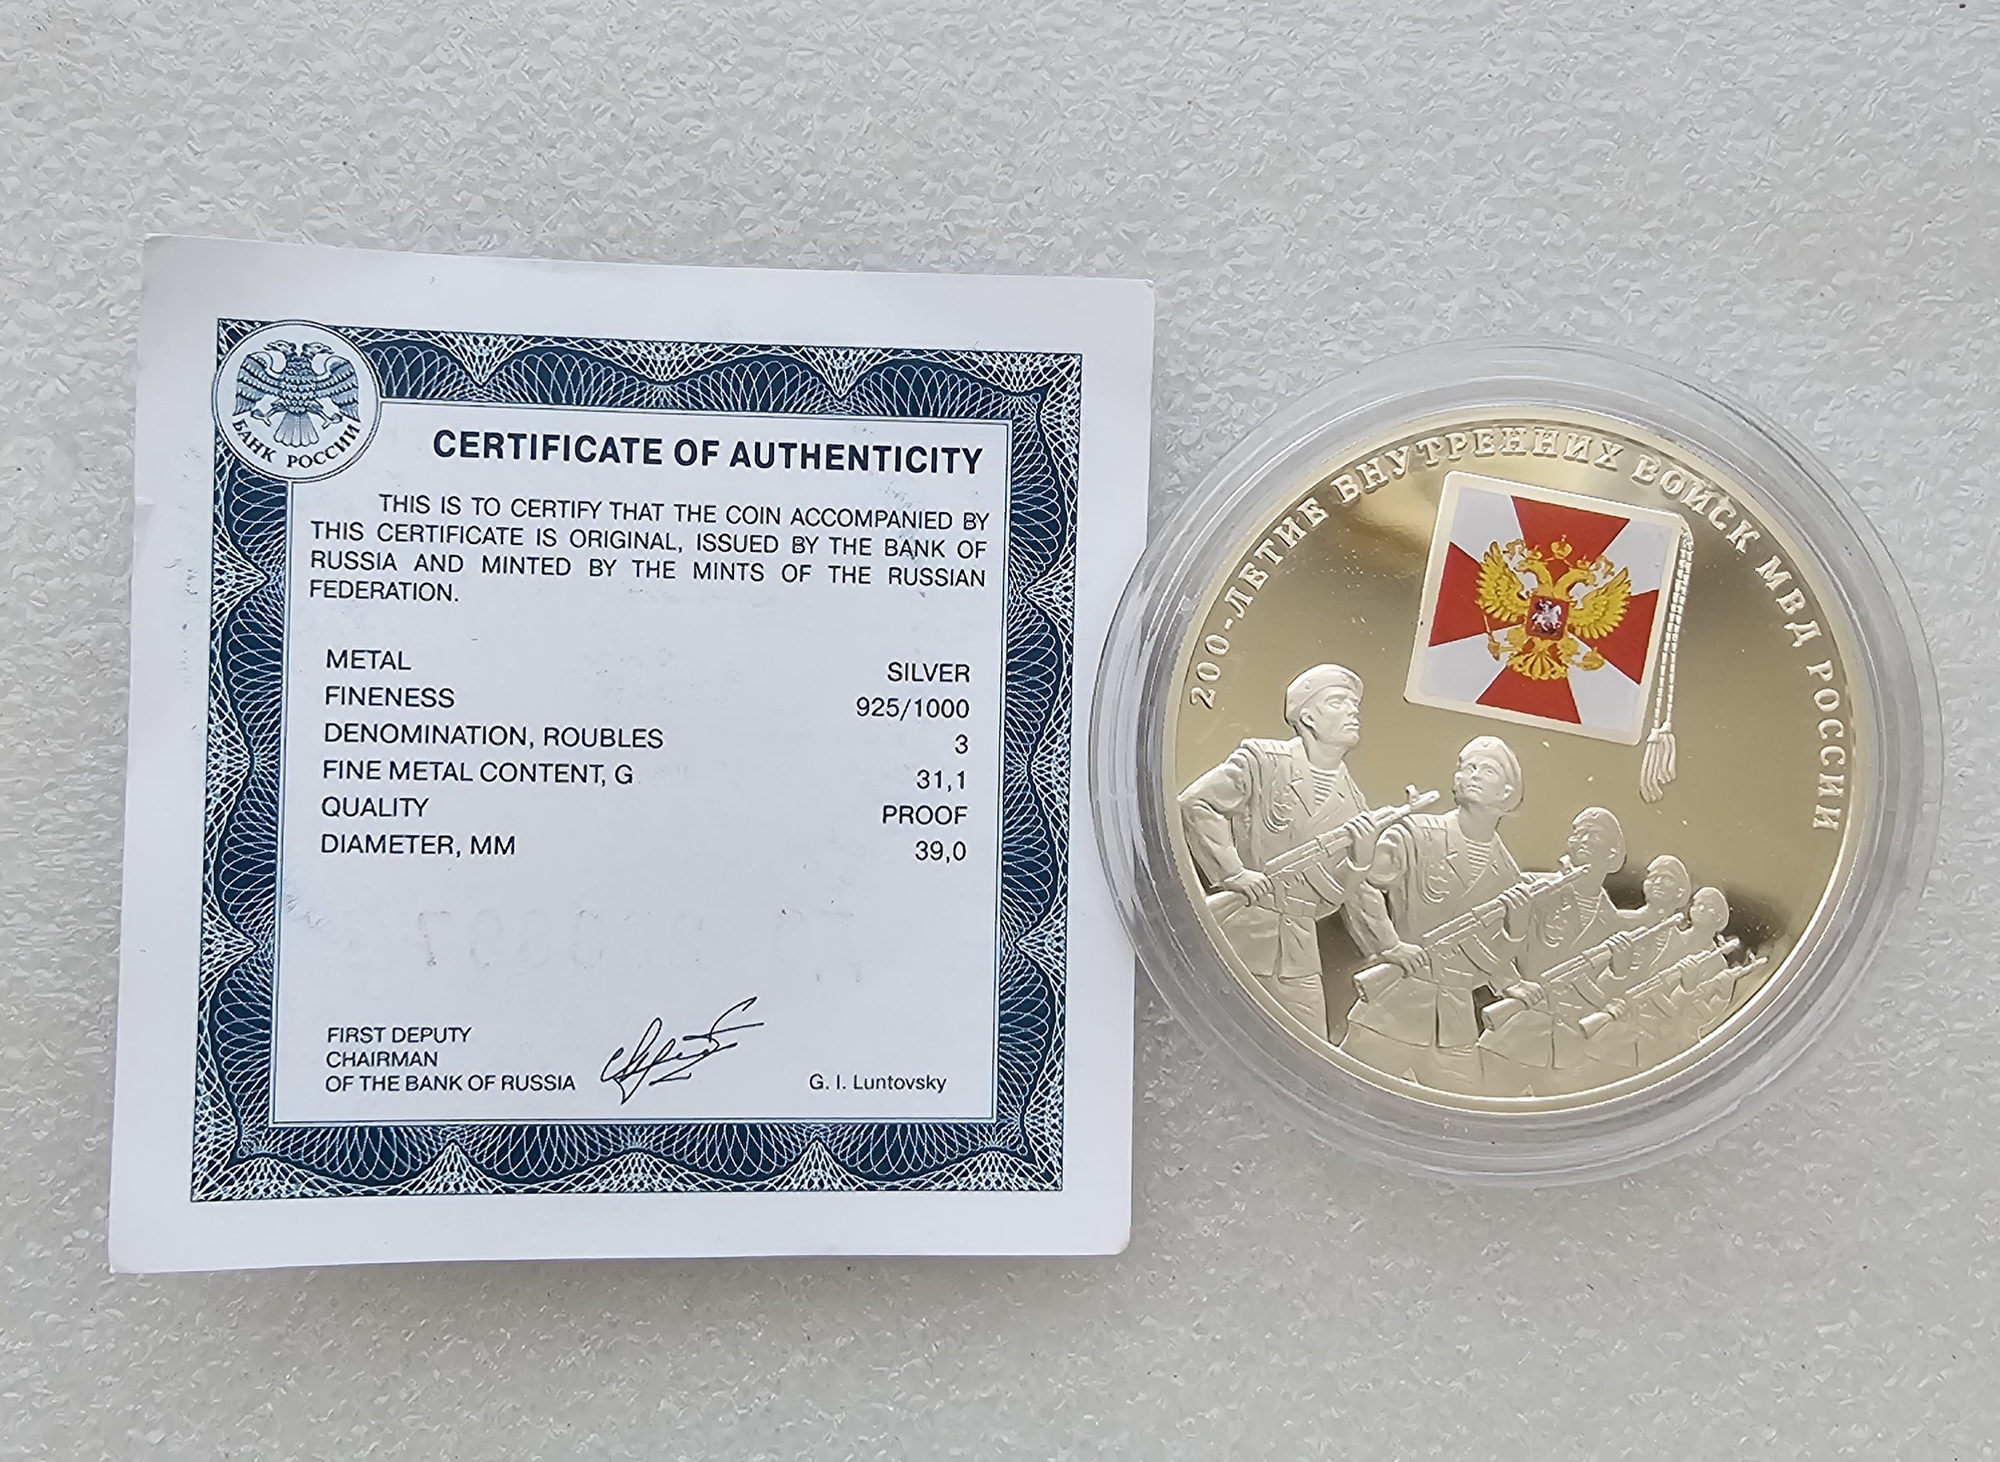 БАНК РОССИИ
CERTIFICATE OF AUTHENTICITY
THIS IS TO CERTIFY THAT THE COIN ACCOMPANIED BY
THIS CERTIFICATE IS ORIGINAL, ISSUED BY THE BANK OF
RUSSIA AND MINTED BY THE MINTS OF THE RUSSIAN
FEDERATION.
METAL SILVER
FINENESS 925/1000
DENOMINATION, ROUBLES 3
FINE METAL CONTENT, G 31,1
QUALITY PROOF
DIAMETER, MM 39,0
FIRST DEPUTY
CHAIRMAN
OF THE BANK OF RUSSIA G. I. Luntovsky
200-ЛЕТИЕ ВНУТРЕННИХ ВОЙСК МВД РОССИИ